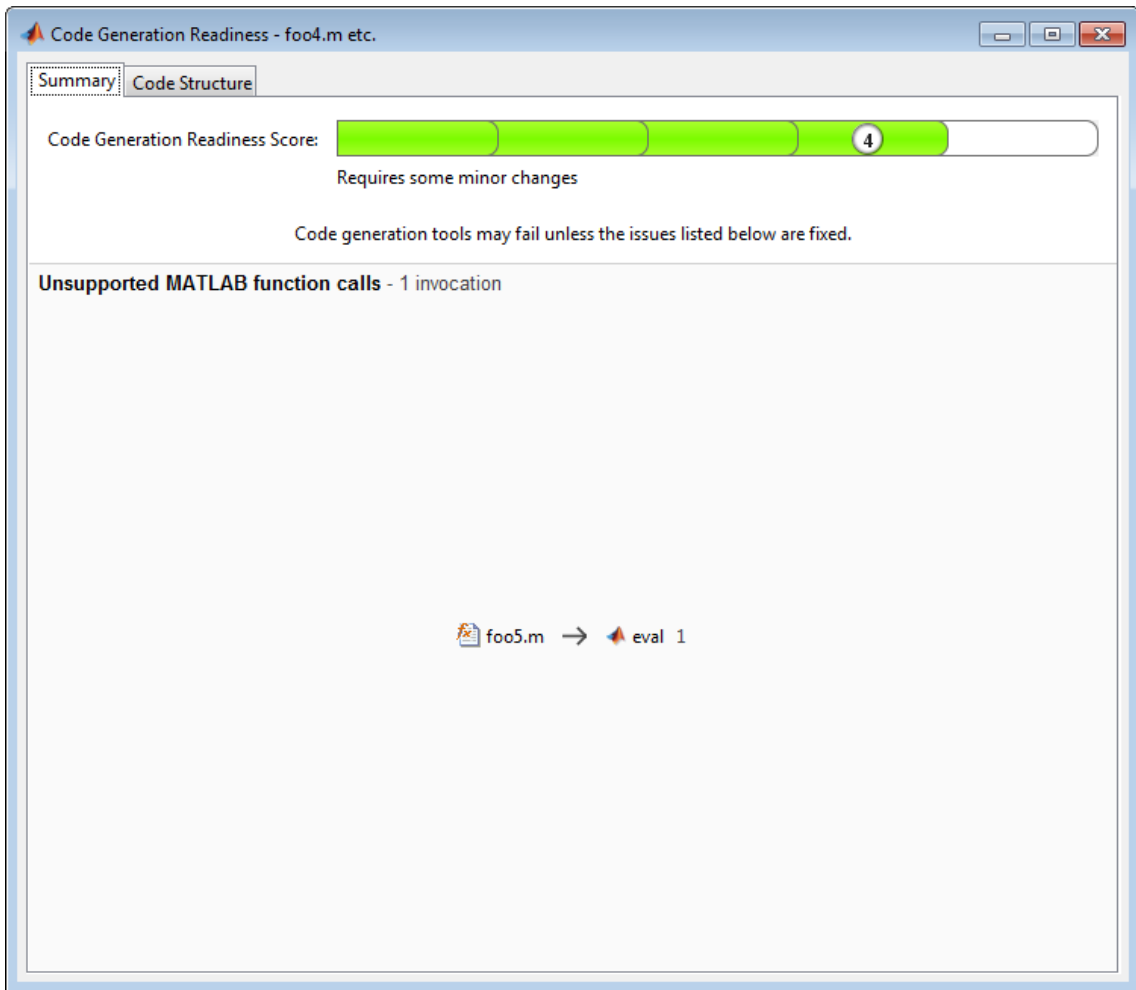 Code Generation Readiness - foo4.m etc.
Summary Code Structure
Code Generation Readiness Score: 4
Requires some minor changes
Code generation tools may fail unless the issues listed below are fixed.
Unsupported MATLAB function calls - 1 invocation
foo5.m → eval 1